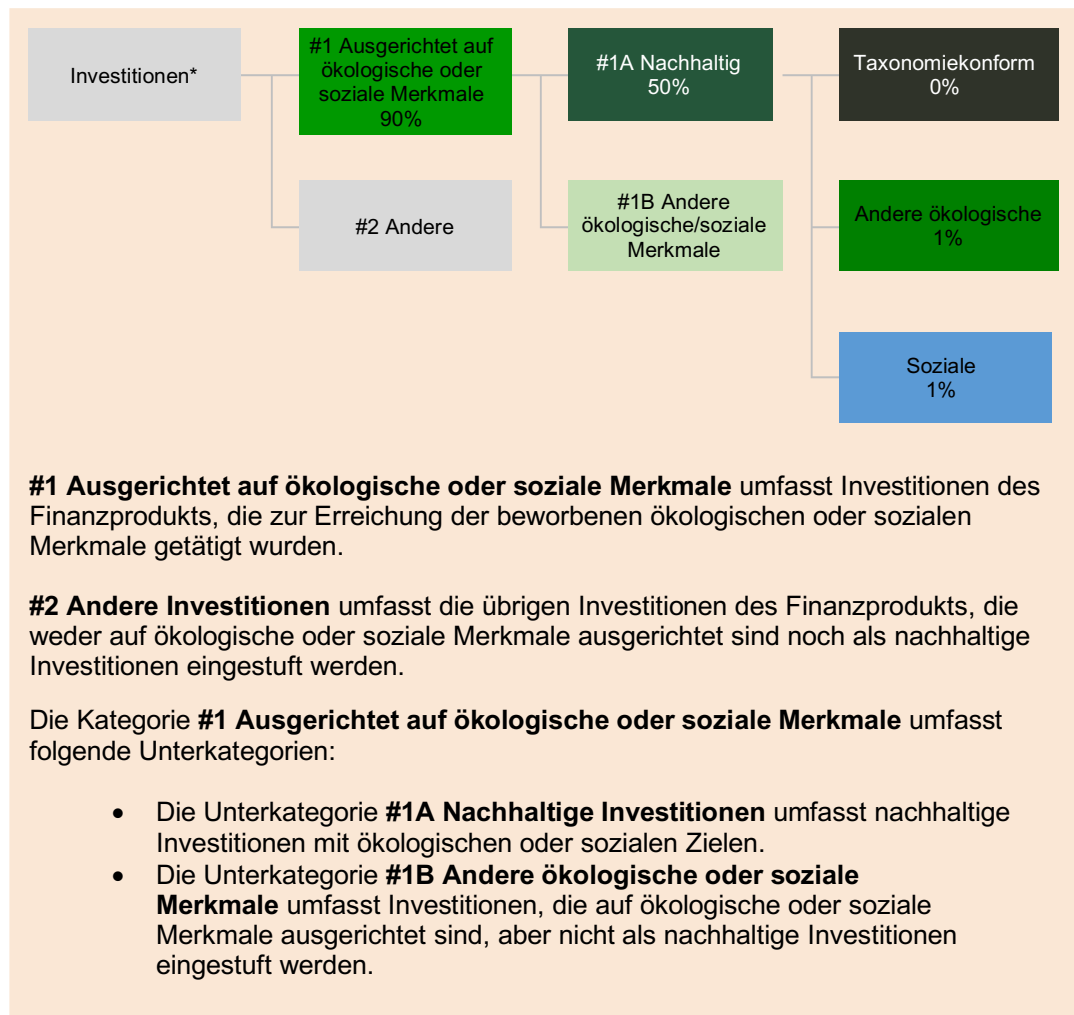 Investitionen*
#1 Ausgerichtet auf
ökologische oder
soziale Merkmale
90%
#1A Nachhaltig
50%
Taxonomiekonform
0%
#2 Andere
#1B Andere
ökologische/soziale
Merkmale
Andere ökologische
1%
Soziale
1%
#1 Ausgerichtet auf ökologische oder soziale Merkmale umfasst Investitionen des
Finanzprodukts, die zur Erreichung der beworbenen ökologischen oder sozialen
Merkmale getätigt wurden.
#2 Andere Investitionen umfasst die übrigen Investitionen des Finanzprodukts, die
weder auf ökologische oder soziale Merkmale ausgerichtet sind noch als nachhaltige
Investitionen eingestuft werden.
Die Kategorie #1 Ausgerichtet auf ökologische oder soziale Merkmale umfasst
folgende Unterkategorien:
• Die Unterkategorie #1A Nachhaltige Investitionen umfasst nachhaltige
Investitionen mit ökologischen oder sozialen Zielen.
• Die Unterkategorie #1B Andere ökologische oder soziale
Merkmale umfasst Investitionen, die auf ökologische oder soziale
Merkmale ausgerichtet sind, aber nicht als nachhaltige Investitionen
eingestuft werden.